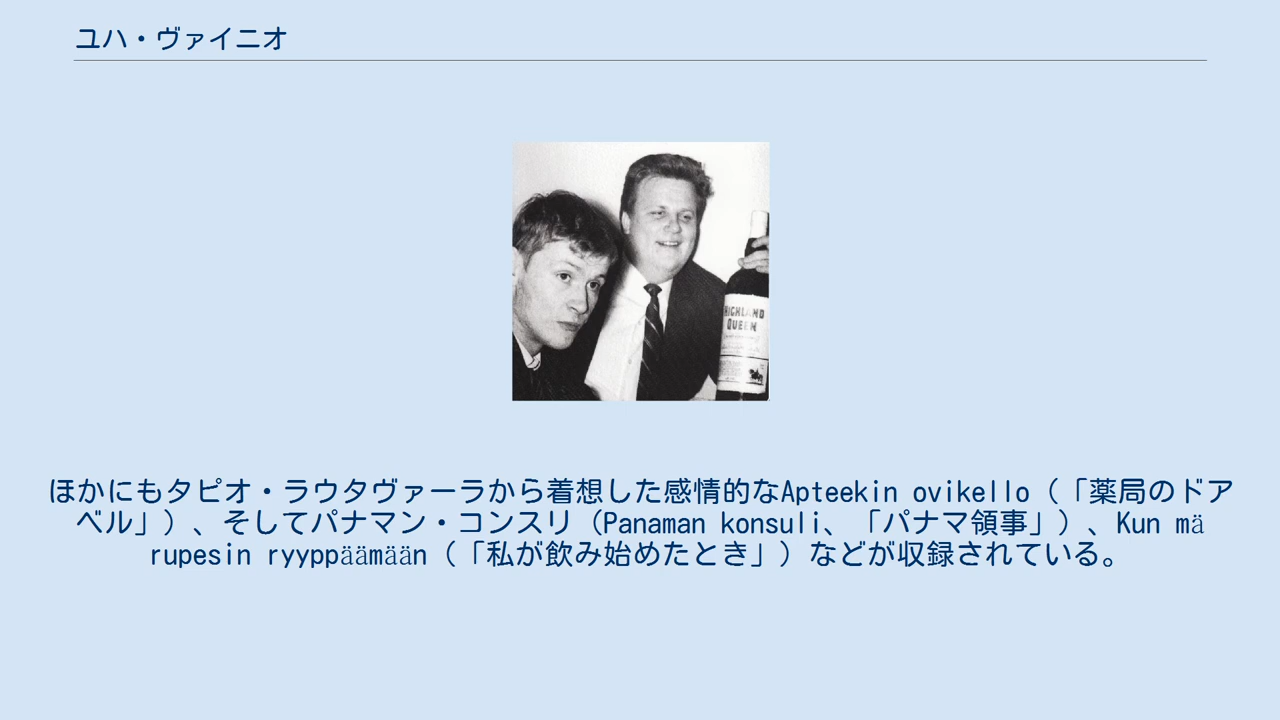 ユハ・ヴァイニオ
HIGHLAND
QUEEN
ほかにもタピオ・ラウタヴァーラから着想した感情的なApteekin ovikello（「薬局のドア
ベル」）、そしてパナマン・コンスリ（Panaman konsuli、「パナマ領事」）、Kun mä
rupesin ryyppäämään（「私が飲み始めたとき」）などが収録されている。